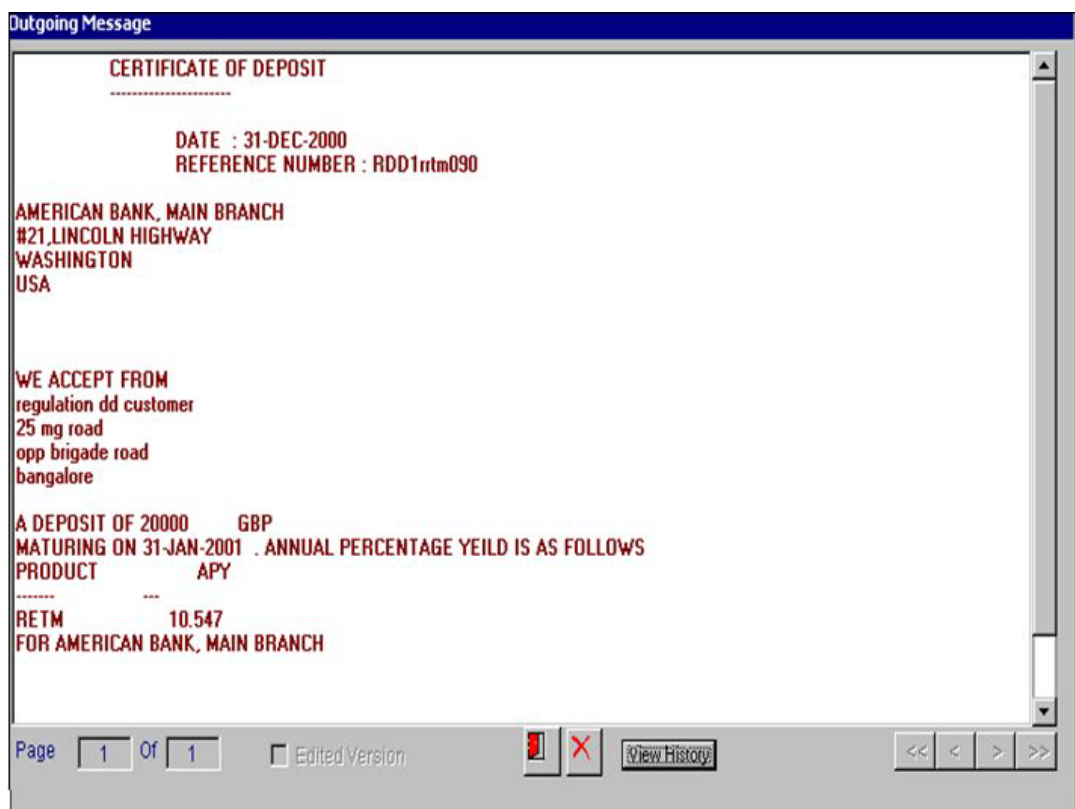 Outgoing Message
CERTIFICATE OF DEPOSIT
----------------------
DATE : 31-DEC-2000
REFERENCE NUMBER : RDD1rrtm090
AMERICAN BANK, MAIN BRANCH
#21,LINCOLN HIGHWAY
WASHINGTON
USA
WE ACCEPT FROM
regulation dd customer
25 mg road
opp brigade road
bangalore
A DEPOSIT OF 20000 GBP
MATURING ON 31-JAN-2001 . ANNUAL PERCENTAGE YEILD IS AS FOLLOWS
PRODUCT APY
------- ---
RETM 10.547
FOR AMERICAN BANK, MAIN BRANCH
Page 1 Of 1 Edited Version View History << < > >>